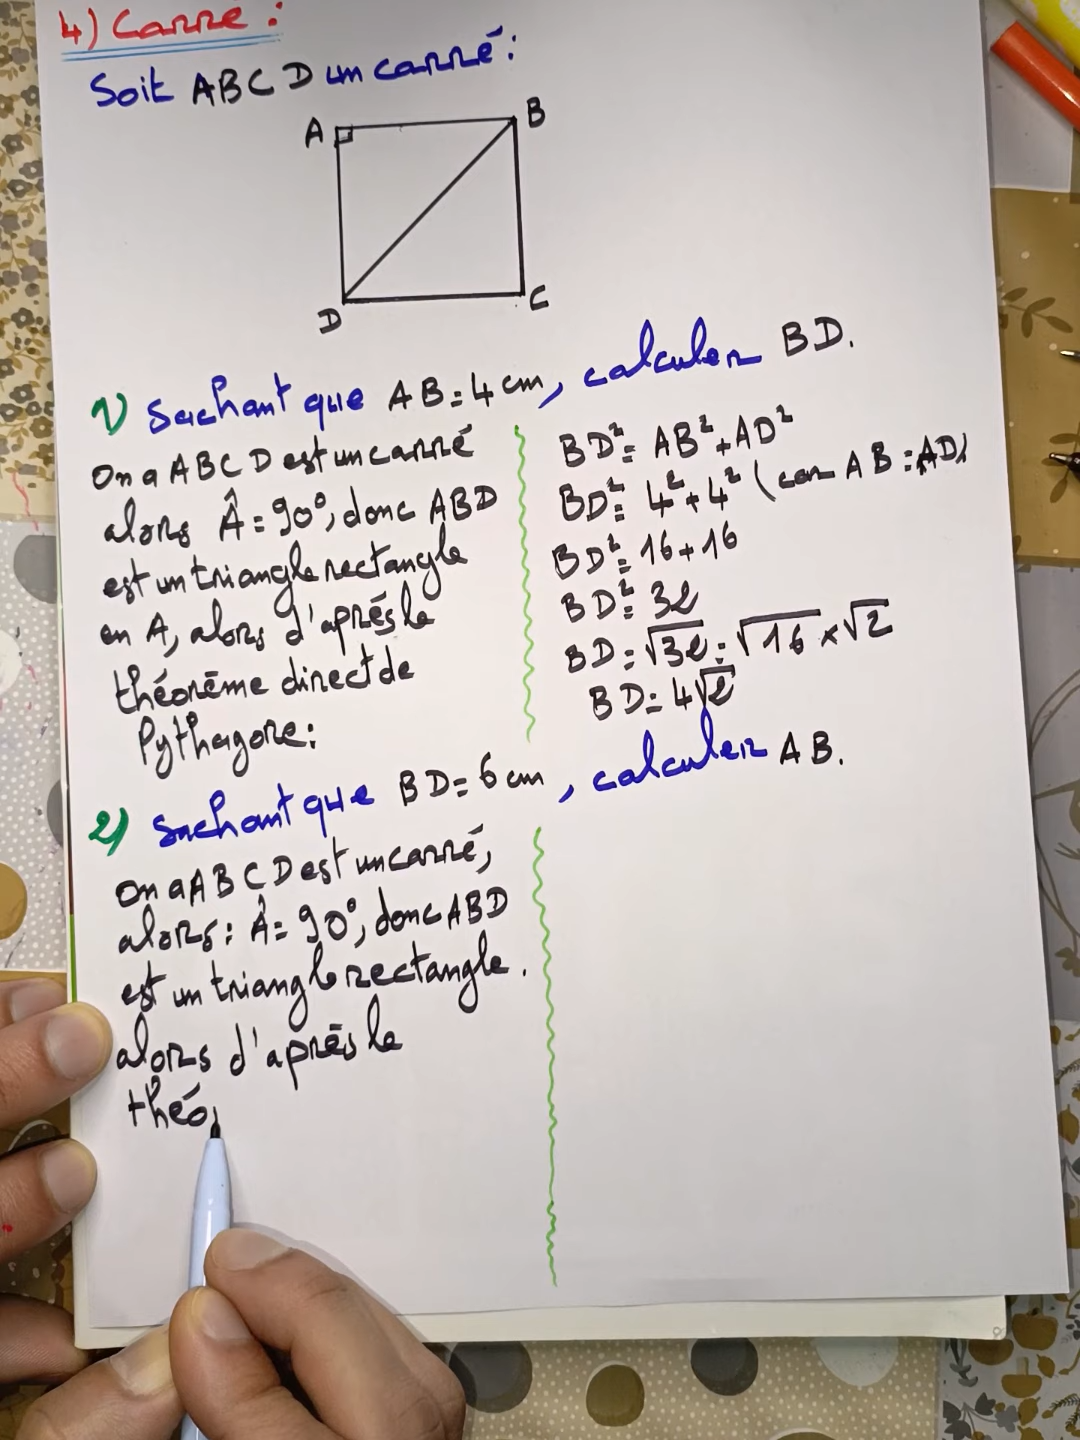 4) Carré :
Soit ABCD un carré :
A
B
D
C
1) Sachant que AB = 4 cm, calculer BD.
On a ABCD est un carré
alors Â = 90°, donc ABD
est un triangle rectangle
en A, alors d'après le
théorème direct de
Pythagore :
BD² = AB² + AD²
BD² = 4² + 4² (car AB = AD)
BD² = 16 + 16
BD² = 32
BD = √32 = √16 × √2
BD = 4√2
2) Sachant que BD = 6 cm, calculer AB.
On a ABCD est un carré,
alors : Â = 90°, donc ABD
est un triangle rectangle.
alors d'après le
théo